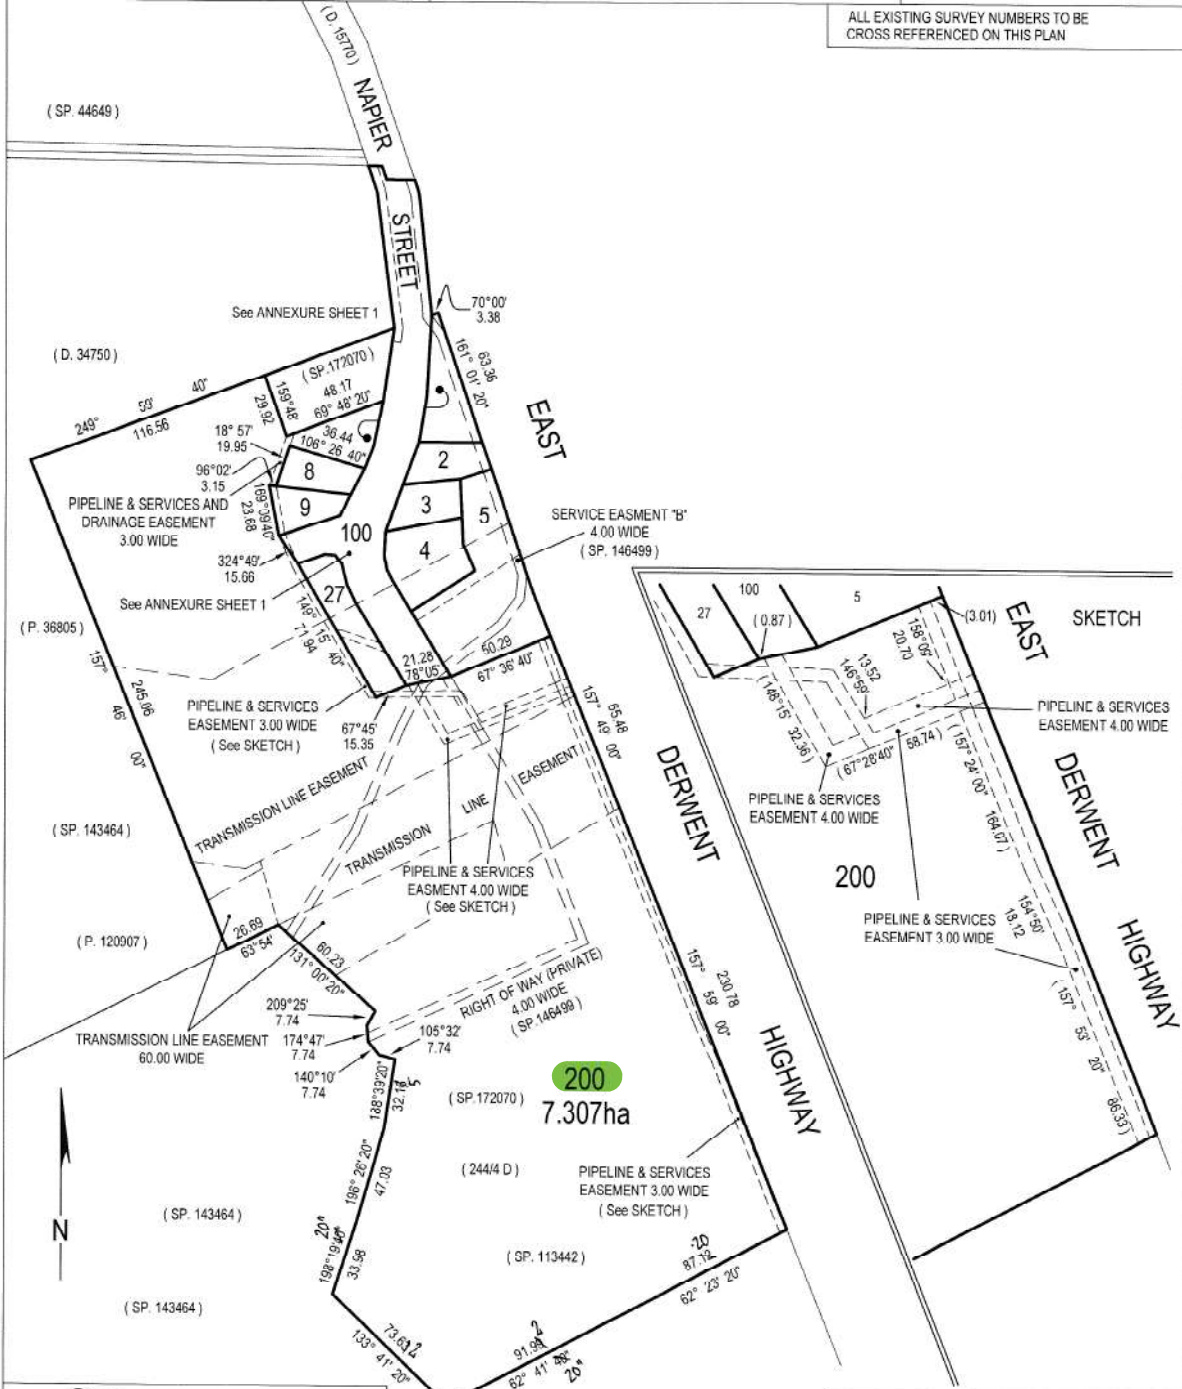 ALL EXISTING SURVEY NUMBERS TO BE
CROSS REFERENCED ON THIS PLAN
(D. 15770)
NAPIER
STREET
( SP. 44649 )
See ANNEXURE SHEET 1
70°00'
3.38
( D. 34750 )
( SP.172070 )
48.17
69° 48' 20"
63.36
161° 01' 20"
249° 59' 40"
116.56
159°48'
29.92
18° 57'
19.95
36.44
106° 26' 40"
96°02'
3.15
8
9
2
3
4
5
100
27
EAST
PIPELINE & SERVICES AND
DRAINAGE EASEMENT
3.00 WIDE
169°09'40"
23.68
SERVICE EASMENT "B"
4.00 WIDE
( SP. 146499 )
324°49'
15.66
See ANNEXURE SHEET 1
149° 15' 40"
71.94
( P. 36805 )
157° 46' 00"
245.06
21.28
78°05'
50.29
67° 36' 40"
PIPELINE & SERVICES
EASEMENT 3.00 WIDE
( See SKETCH )
67°45'
15.35
65.48
157° 49' 00"
TRANSMISSION LINE EASEMENT
TRANSMISSION LINE EASEMENT
( SP. 143464 )
PIPELINE & SERVICES
EASMENT 4.00 WIDE
( See SKETCH )
DERWENT
( P. 120907 )
26.69
63°54'
60.23
131° 00' 20"
209°25'
7.74
TRANSMISSION LINE EASEMENT
60.00 WIDE
174°47'
7.74
105°32'
7.74
140°10'
7.74
RIGHT OF WAY (PRIVATE)
4.00 WIDE
( SP.146499 )
230.78
157° 59' 00"
HIGHWAY
188°39'20"
5
( SP.172070 )
200
7.307ha
( 244/4 D )
196° 26' 20"
47.03
PIPELINE & SERVICES
EASEMENT 3.00 WIDE
( See SKETCH )
( SP. 143464 )
20"
33.98
( SP. 113442 )
20
62° 23' 20"
( SP. 143464 )
12
133° 41' 20"
2
62° 41'
20"
N
SKETCH
27
100
5
( 0.87 )
(3.01)
EAST
158°09'
20.73
13.52
146°59'
(148°15' 32.36)
(67°28'40" 58.74)
PIPELINE & SERVICES
EASEMENT 4.00 WIDE
PIPELINE & SERVICES
EASEMENT 4.00 WIDE
(157° 24' 00" 164.07)
DERWENT
200
PIPELINE & SERVICES
EASEMENT 3.00 WIDE
154°50'
18.12
HIGHWAY
(157° 53' 20" 86.33)